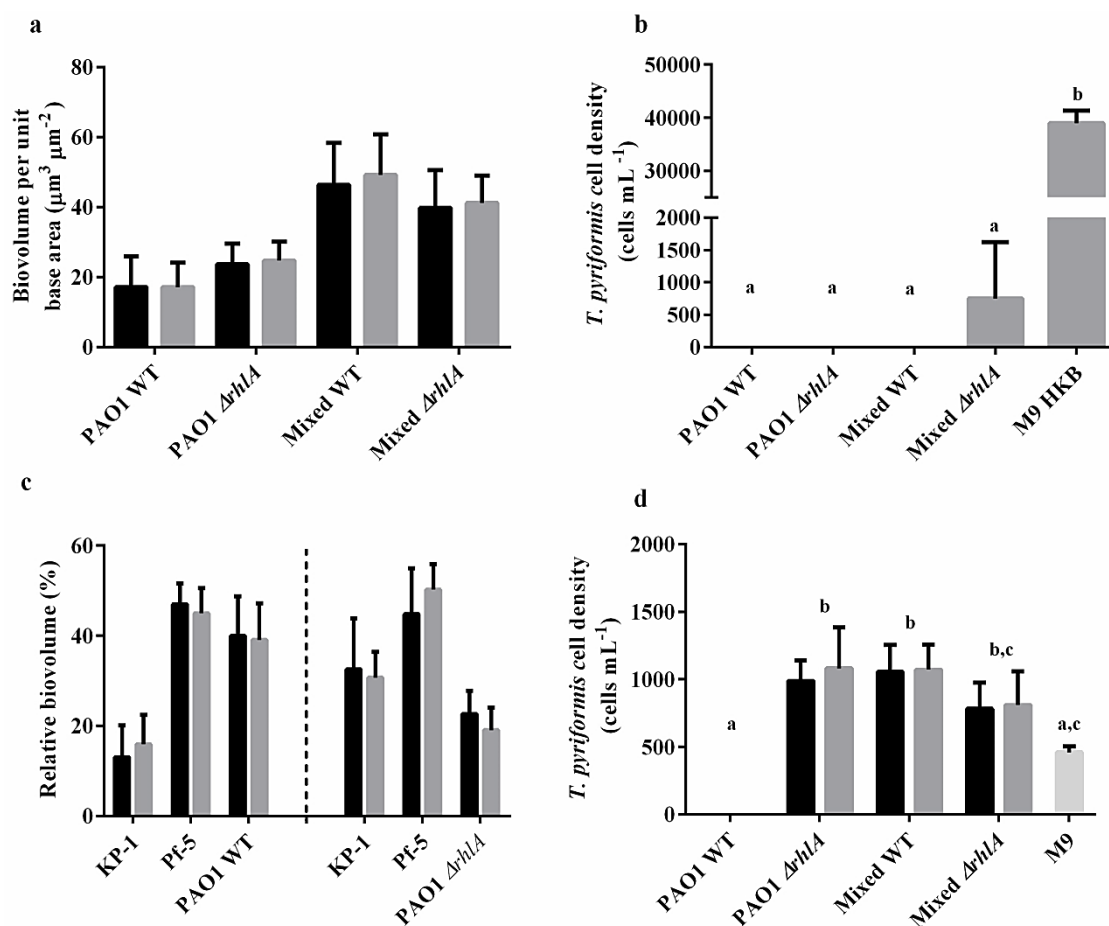 a
Biovolume per unit
base area (µm³ µm⁻²)
80
60
40
20
0
PAO1 WT
PAO1 ΔrhlA
Mixed WT
Mixed ΔrhlA
b
T. pyriformis cell density
(cells mL⁻¹)
50000
40000
30000
2000
1500
1000
500
0
a
a
a
a
b
PAO1 WT
PAO1 ΔrhlA
Mixed WT
Mixed ΔrhlA
M9 HKB
c
Relative biovolume (%)
60
40
20
0
KP-1
Pf-5
PAO1 WT
KP-1
Pf-5
PAO1 ΔrhlA
d
T. pyriformis cell density
(cells mL⁻¹)
2000
1500
1000
500
0
a
b
b
b,c
a,c
PAO1 WT
PAO1 ΔrhlA
Mixed WT
Mixed ΔrhlA
M9